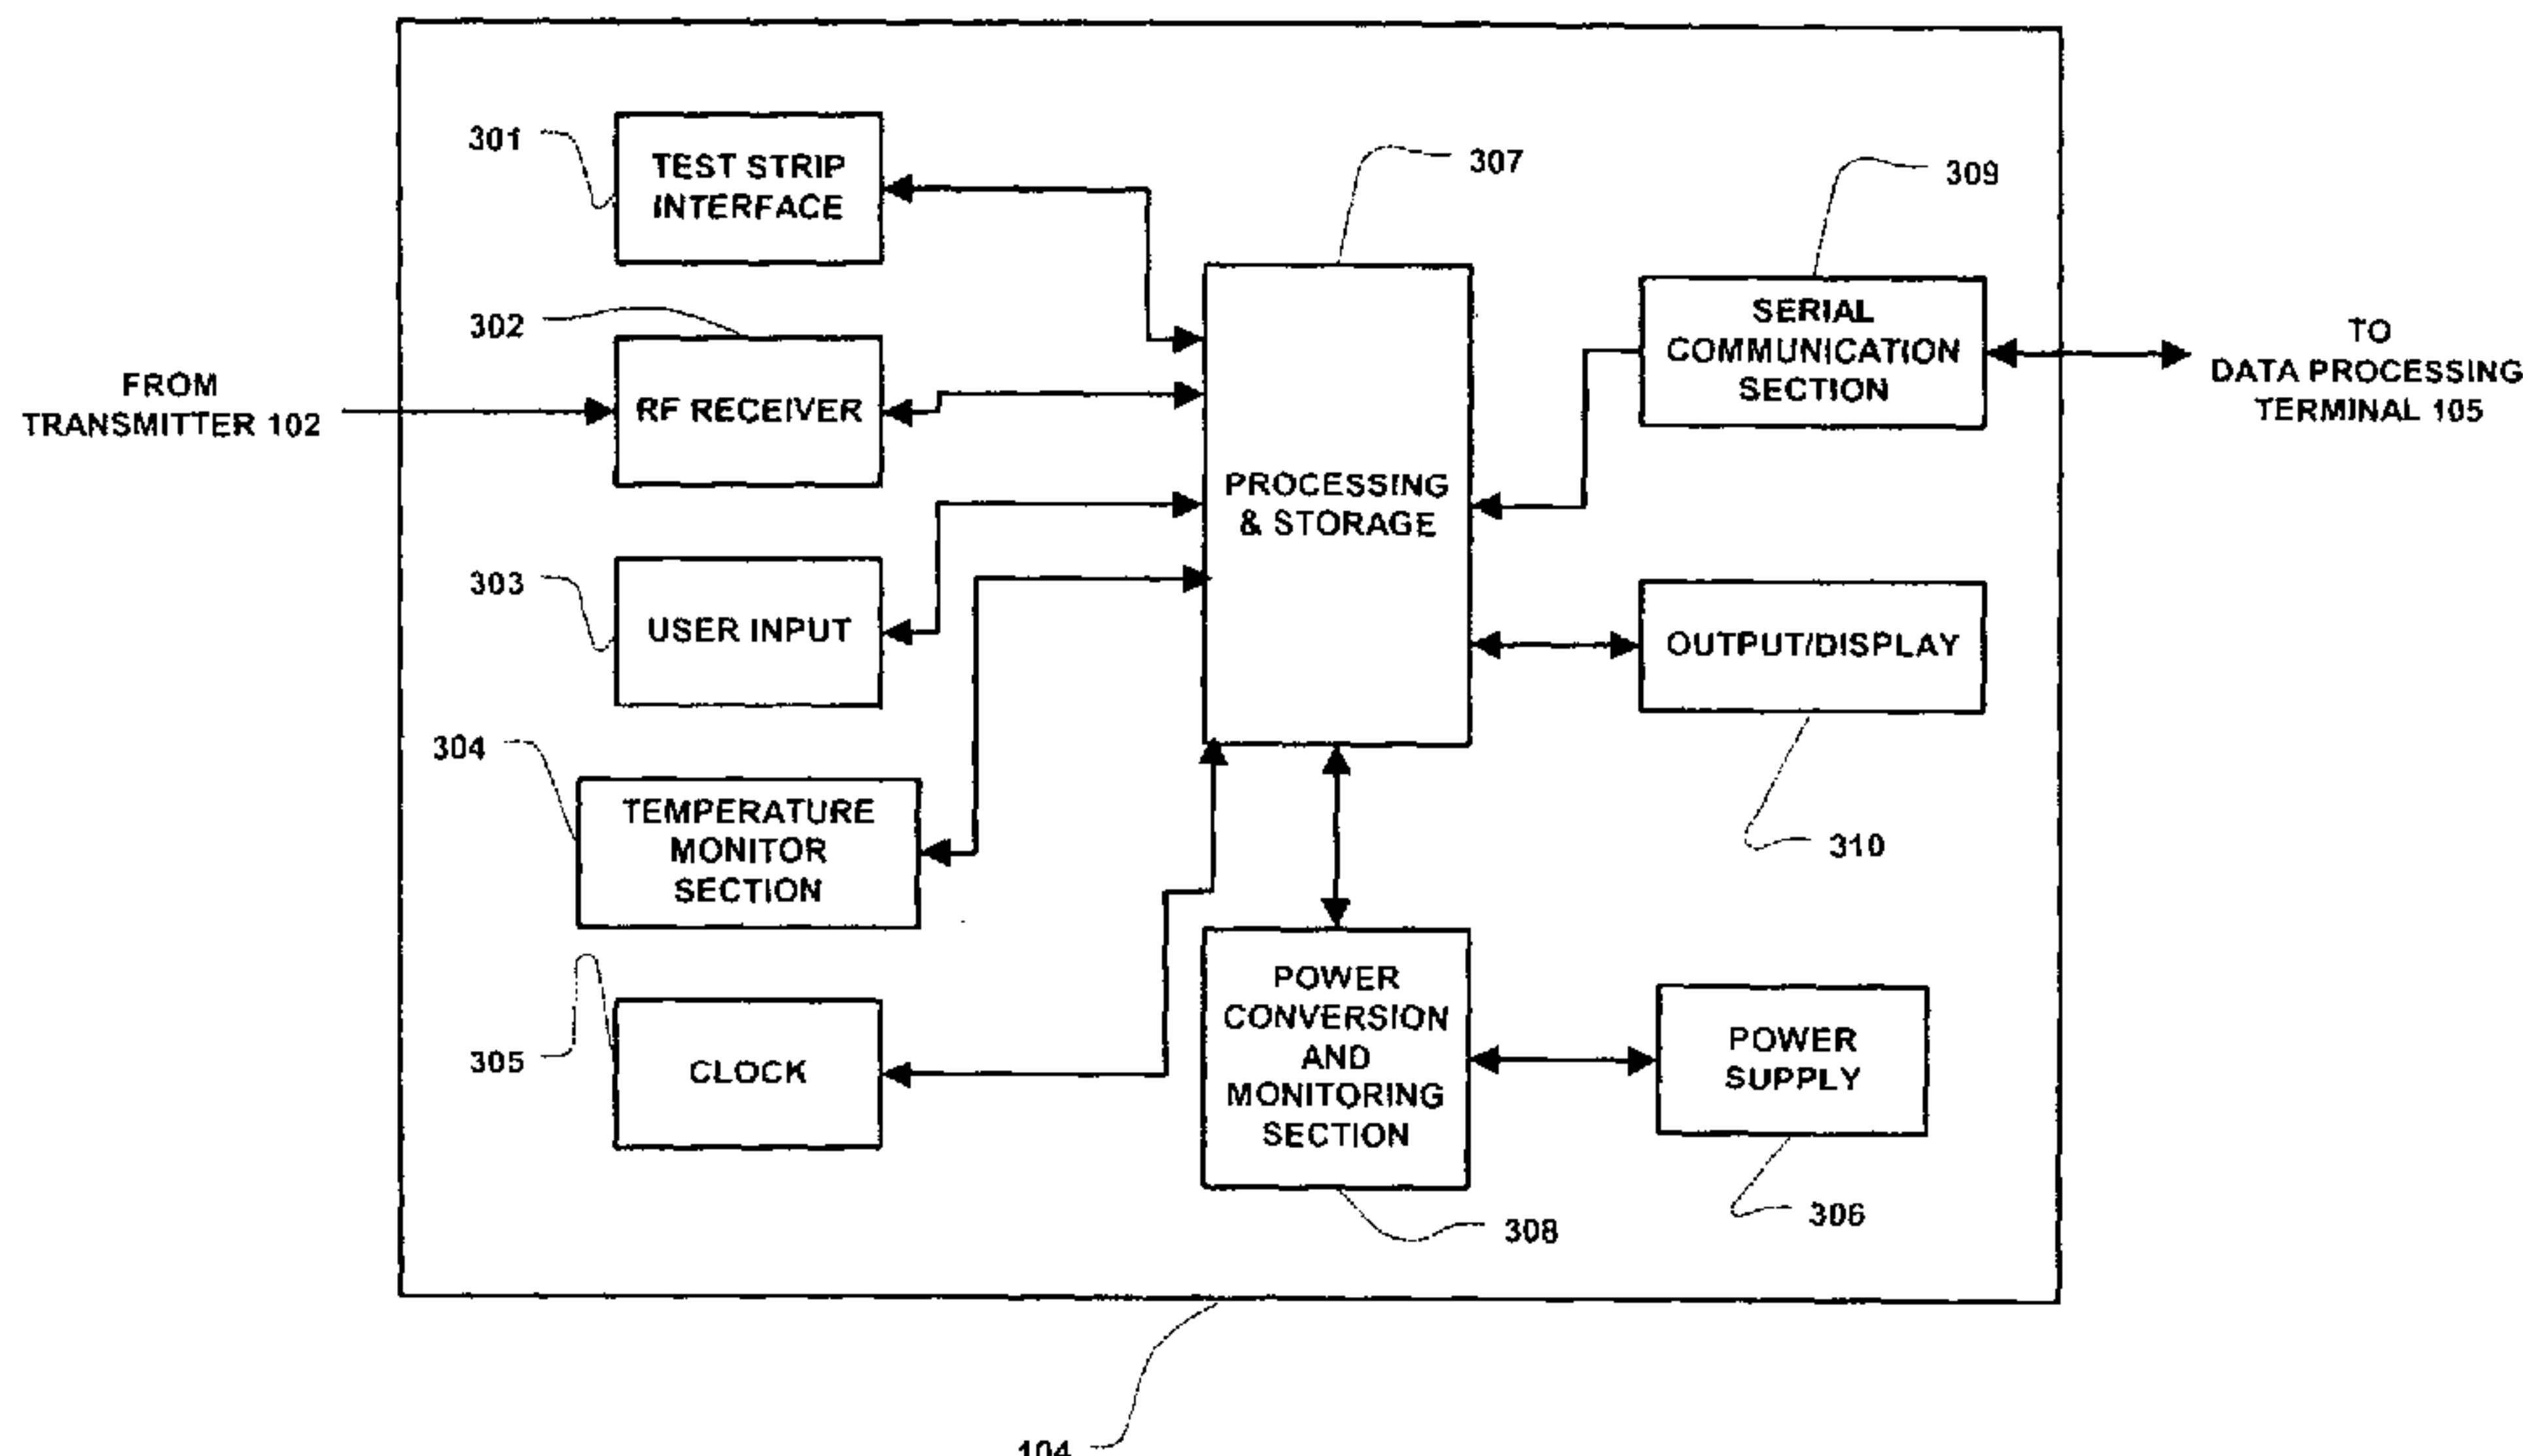 301
TEST STRIP
INTERFACE
307
309
302
SERIAL
COMMUNICATION
SECTION
FROM
TRANSMITTER 102
RF RECEIVER
TO
DATA PROCESSING
TERMINAL 105
PROCESSING
& STORAGE
303
USER INPUT
OUTPUT/DISPLAY
304
TEMPERATURE
MONITOR
SECTION
310
305
CLOCK
POWER
CONVERSION
AND
MONITORING
SECTION
POWER
SUPPLY
308
306
104